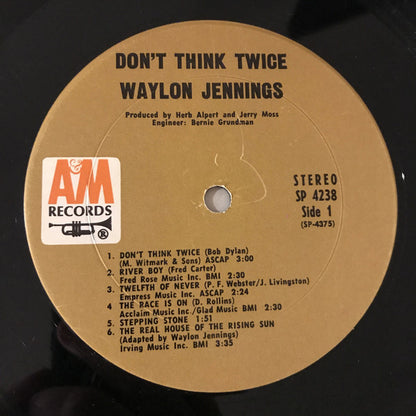 DON'T THINK TWICE
WAYLON JENNINGS
Produced by Herb Alpert and Jerry Moss
Engineer: Bernie Grundman
A&M
RECORDS
®
STEREO
SP 4238
Side 1
(SP-4375)
1. DON'T THINK TWICE (Bob Dylan)
(M. Witmark & Sons) ASCAP 3:00
2. RIVER BOY (Fred Carter)
Fred Rose Music Inc. BMI 2:30
3. TWELFTH OF NEVER (P. F. Webster/J. Livingston)
Empress Music Inc. ASCAP 2:24
4. THE RACE IS ON (D. Rollins)
Acclaim Music Inc./Glad Music BMI 2:30
5. STEPPING STONE 1:51
6. THE REAL HOUSE OF THE RISING SUN
(Adapted by Waylon Jennings)
Irving Music Inc. BMI 3:35